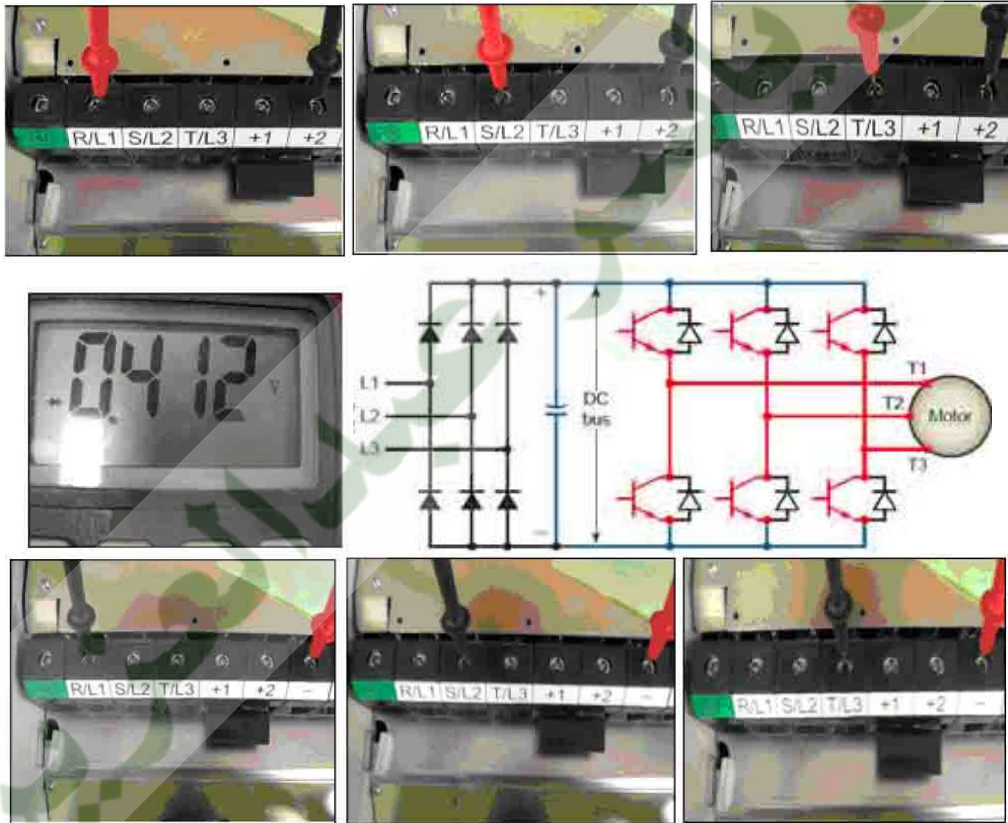 R/L1 S/L2 T/L3 +1 +2
R/L1 S/L2 T/L3 +1 +2
R/L1 S/L2 T/L3 +1 +2
0.412 V
L1
L2
L3
+
−
DC
bus
T1
T2
T3
Motor
R/L1 S/L2 T/L3 +1 +2 −
R/L1 S/L2 T/L3 +1 +2 −
R/L1 S/L2 T/L3 +1 +2 −